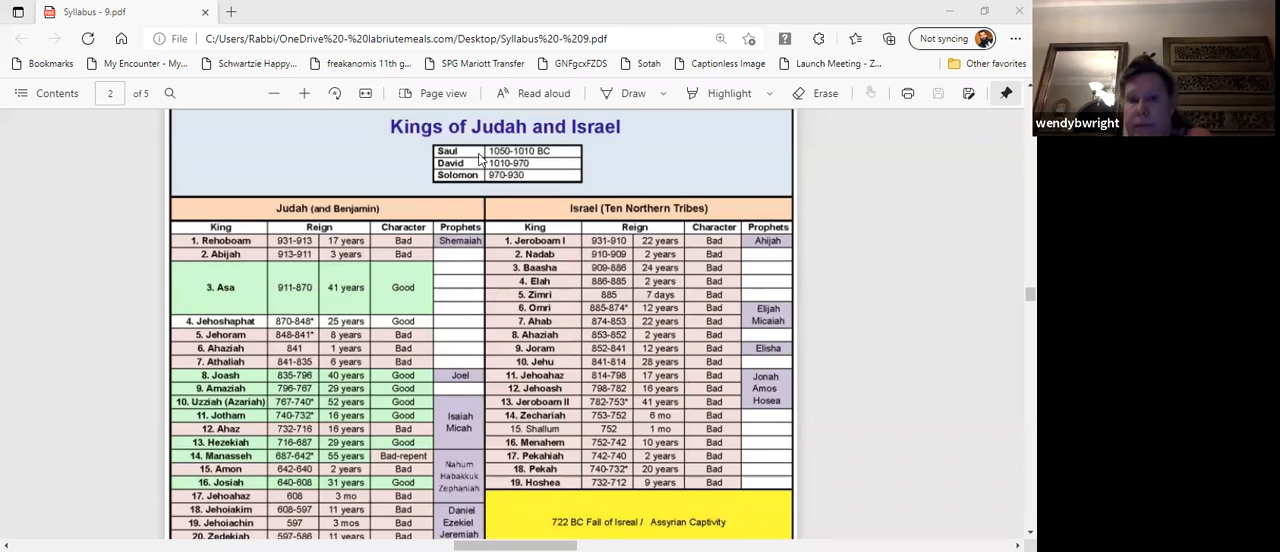 Syllabus - 9.pdf
File
C:/Users/Rabbi/OneDrive%20-%20labriutemeals.com/Desktop/Syllabus%20-%209.pdf
Not syncing
Bookmarks
My Encounter - My...
Schwartzie Happy...
freakanomis 11th g...
SPG Mariott Tracdi...
GNFgcxFZDS
Sotah
Captionless Image
Launch Meeting - Z...
Other favorites
Contents
2 of 5
Page view
Read aloud
Draw
Highlight
Erase
wendybwright
Kings of Judah and Israel
Saul 1050-1010 BC
David 1010-970
Solomon 970-930
Judah (and Benjamin) Israel (Ten Northern Tribes)
King Reign Character Prophets King Reign Character Prophets
1. Rehoboam 931-913 17 years Bad Shemaiah 1. Jeroboam I 931-910 22 years Bad Ahijah
2. Abijah 913-911 3 years Bad 2. Nadab 910-909 2 years Bad
3. Baasha 909-886 24 years Bad
3. Asa 911-870 41 years Good 4. Elah 886-885 2 years Bad
5. Zimri 885 7 days Bad
6. Omri 885-874* 12 years Bad Elijah
4. Jehoshaphat 870-848* 25 years Good 7. Ahab 874-853 22 years Bad Micaiah
5. Jehoram 848-841* 8 years Bad 8. Ahaziah 853-852 2 years Bad
6. Ahaziah 841 1 years Bad 9. Joram 852-841 12 years Bad Elisha
7. Athaliah 841-835 6 years Bad 10. Jehu 841-814 28 years Bad
8. Joash 835-796 40 years Good Joel 11. Jehoahaz 814-798 17 years Bad Jonah
9. Amaziah 796-767 29 years Good 12. Jehoash 798-782 16 years Bad Amos
10. Uzziah (Azariah) 767-740* 52 years Good 13. Jeroboam II 782-753* 41 years Bad Hosea
11. Jotham 740-732* 16 years Good Isaiah 14. Zechariah 753-752 6 mo Bad
12. Ahaz 732-716 16 years Bad Micah 15. Shallum 752 1 mo Bad
13. Hezekiah 716-687 29 years Good 16. Menahem 752-742 10 years Bad
14. Manasseh 687-642* 55 years Bad-repent Nahum 17. Pekahiah 742-740 2 years Bad
15. Amon 642-640 2 years Bad Habakkuk 18. Pekah 740-732* 20 years Bad
16. Josiah 640-608 31 years Good Zephaniah 19. Hoshea 732-712 9 years Bad
17. Jehoahaz 608 3 mo Bad
18. Jehoiakim 608-597 11 years Bad Daniel
19. Jehoiachin 597 3 mos Bad Ezekiel 722 BC Fall of Isreal / Assyrian Captivity
20. Zedekiah 597-586 11 years Bad Jeremiah